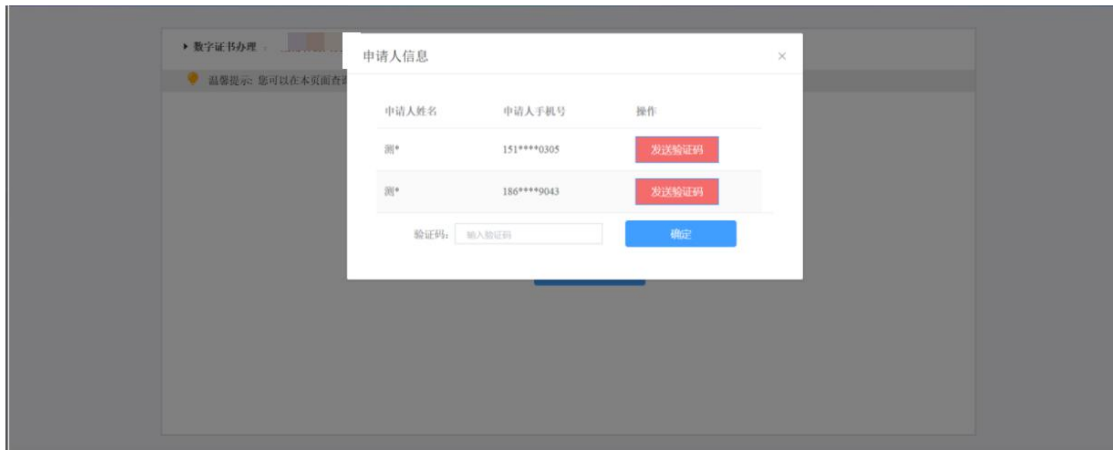 数字证书办理
申请人信息
×
温馨提示: 您可以在本页面查
申请人姓名 申请人手机号 操作
测* 151****0305 发送验证码
测* 186****9043 发送验证码
验证码: 输入验证码 确定